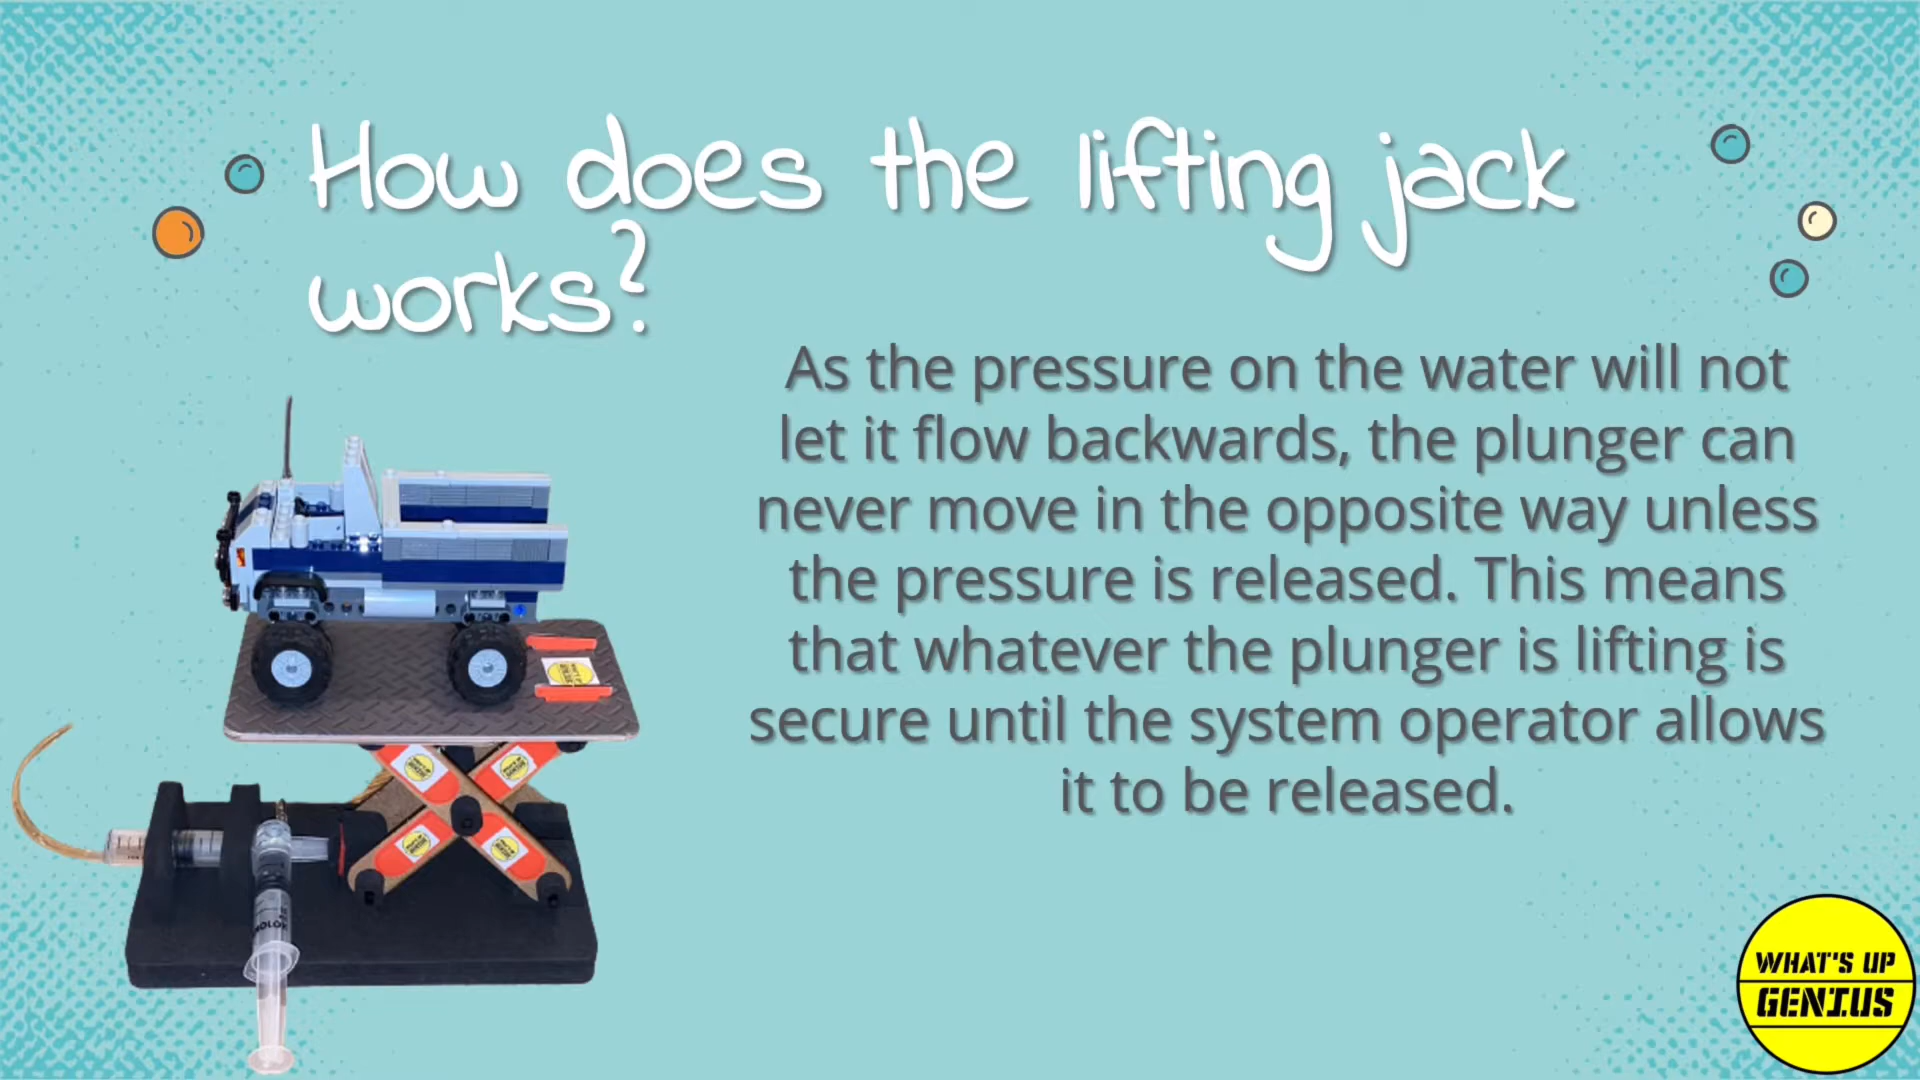 How does the lifting jack
works?
As the pressure on the water will not
let it flow backwards, the plunger can
never move in the opposite way unless
the pressure is released. This means
that whatever the plunger is lifting is
secure until the system operator allows
it to be released.
WHAT'S UP
GENIUS